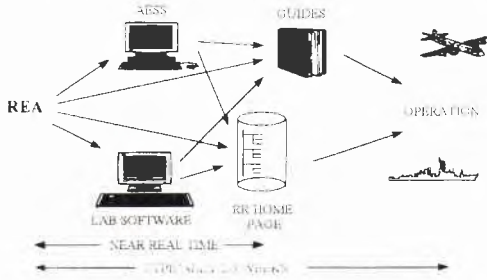 AESS
GUIDES
REA
OPERATION
LAB SOFTWARE
RR HOME
PAGE
NEAR REAL TIME